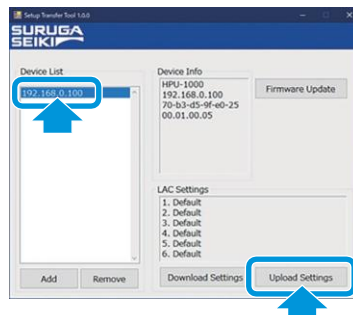 Setup Transfer Tool 1.0.0
SURUGA
SEIKI
Device List
192.168.0.100
Add
Remove
Device Info
HPU-1000
192.168.0.100
70-b3-d5-9f-e0-25
00.01.00.05
Firmware Update
LAC Settings
1. Default
2. Default
3. Default
4. Default
5. Default
6. Default
Download Settings
Upload Settings